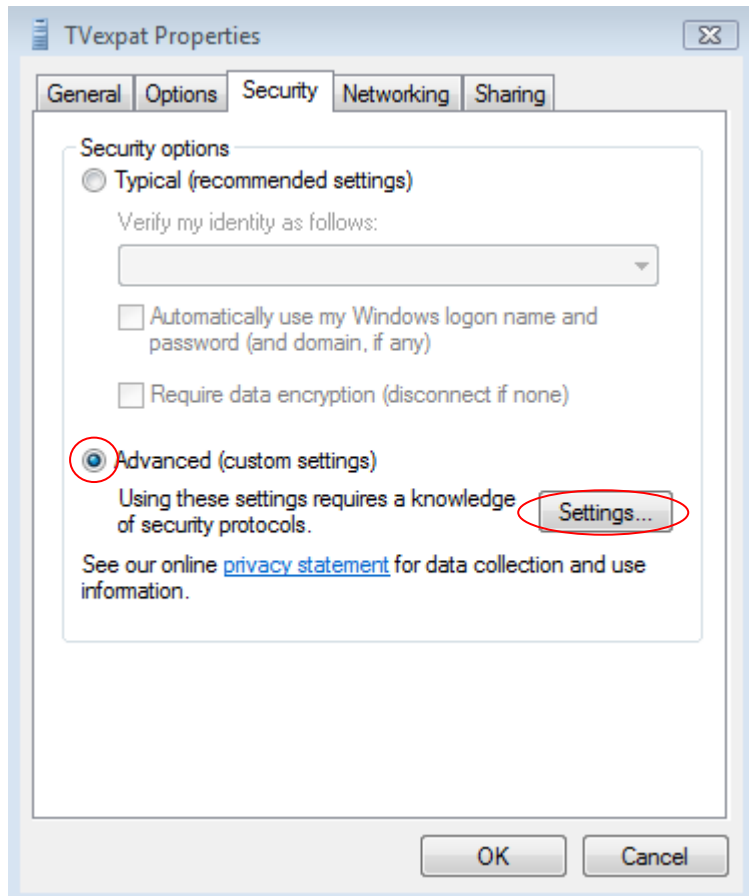 TVexpat Properties
General Options Security Networking Sharing
Security options
Typical (recommended settings)
Verify my identity as follows:
Automatically use my Windows logon name and
password (and domain, if any)
Require data encryption (disconnect if none)
Advanced (custom settings)
Using these settings requires a knowledge
of security protocols.
Settings...
See our online privacy statement for data collection and use
information.
OK Cancel